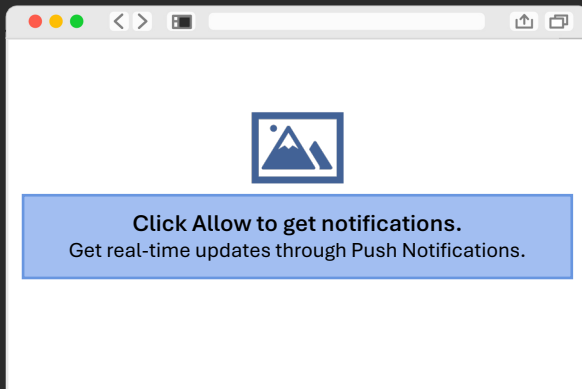 Click Allow to get notifications.
Get real-time updates through Push Notifications.